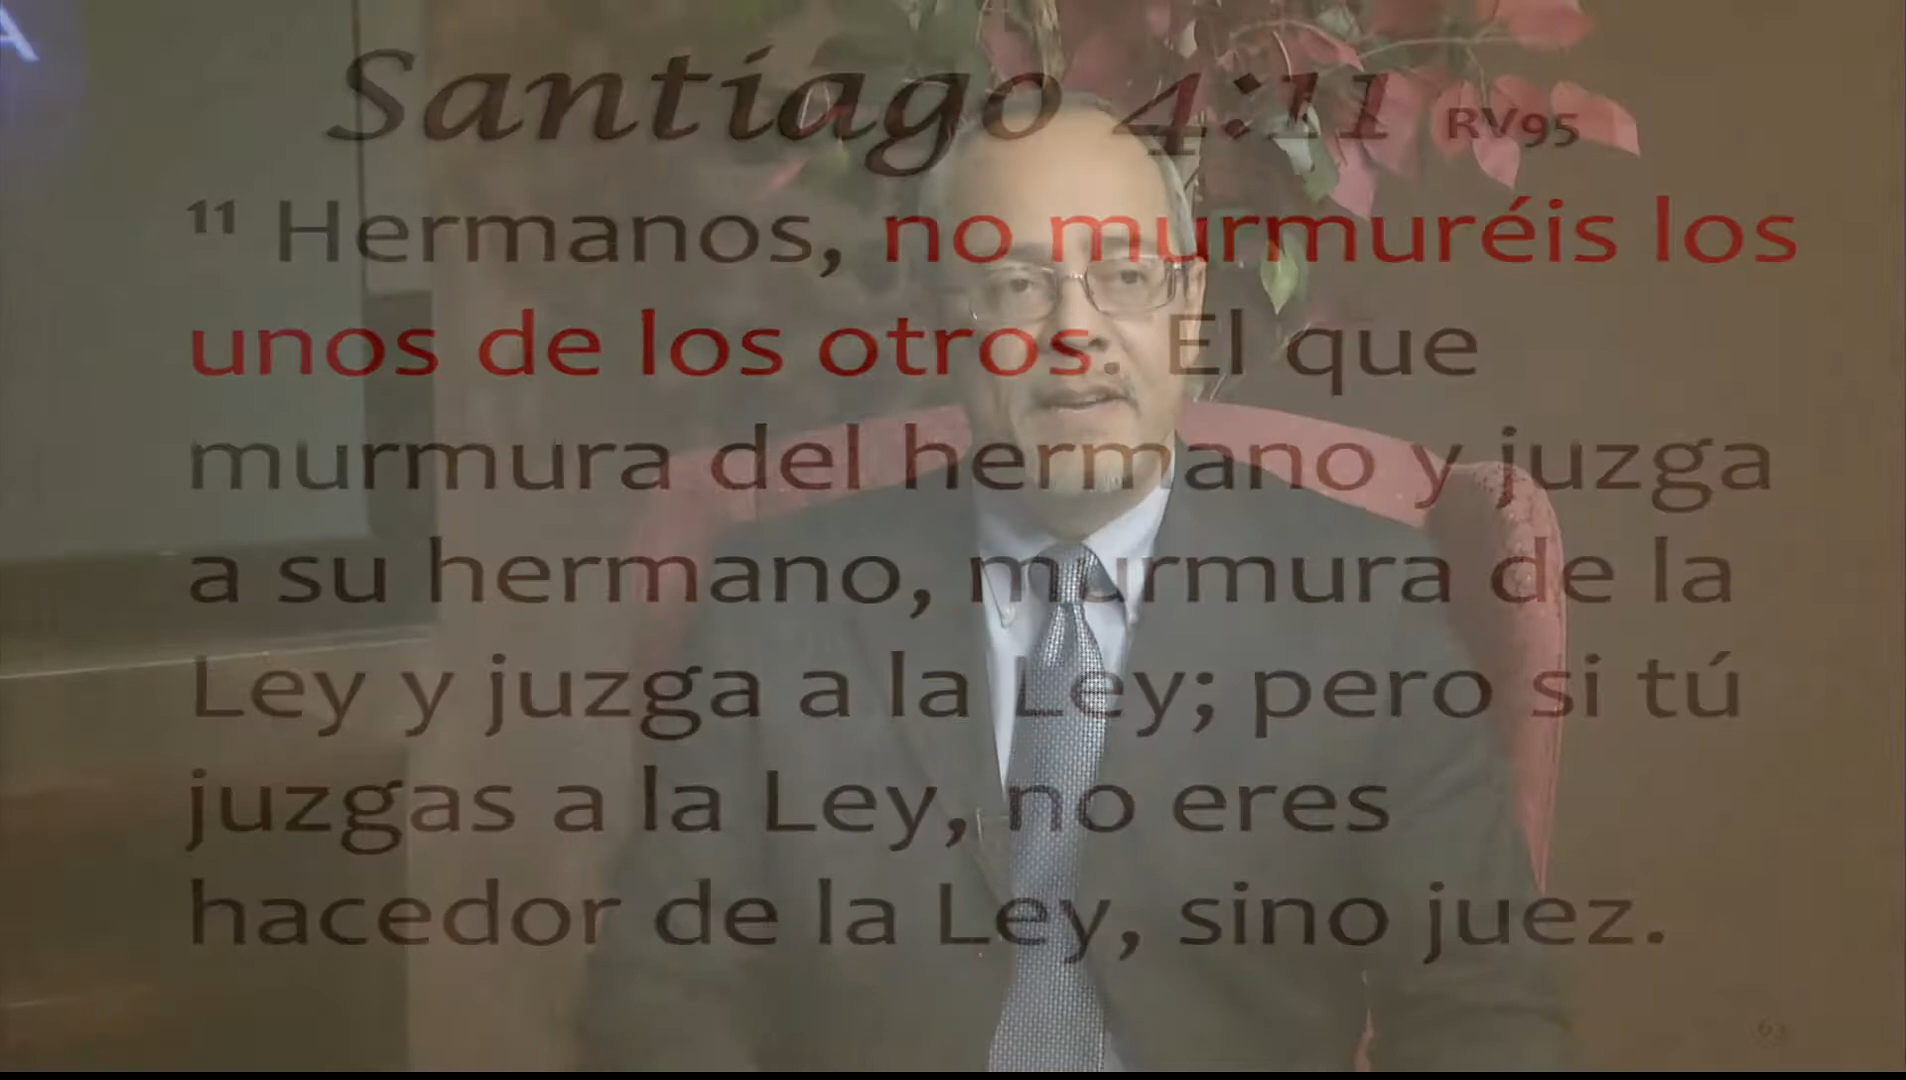 A
Santiago 4:11 RV95
¹¹ Hermanos, no murmuréis los
unos de los otros. El que
murmura del hermano y juzga
a su hermano, murmura de la
Ley y juzga a la Ley; pero si tú
juzgas a la Ley, no eres
hacedor de la Ley, sino juez.